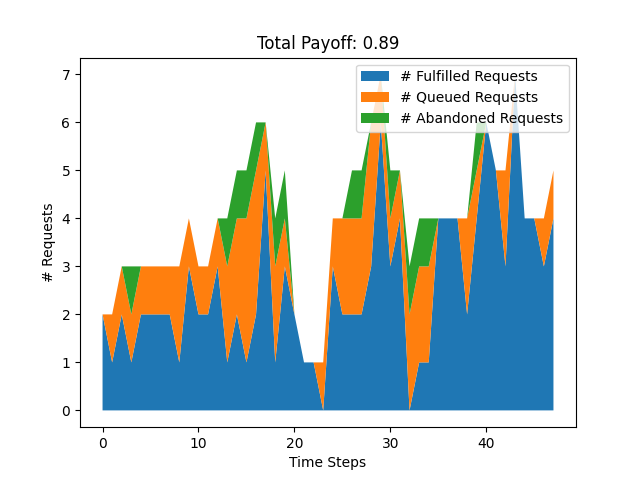 Total Payoff: 0.89
# Fulfilled Requests
# Queued Requests
# Abandoned Requests
# Requests
7
6
5
4
3
2
1
0
0 10 20 30 40
Time Steps